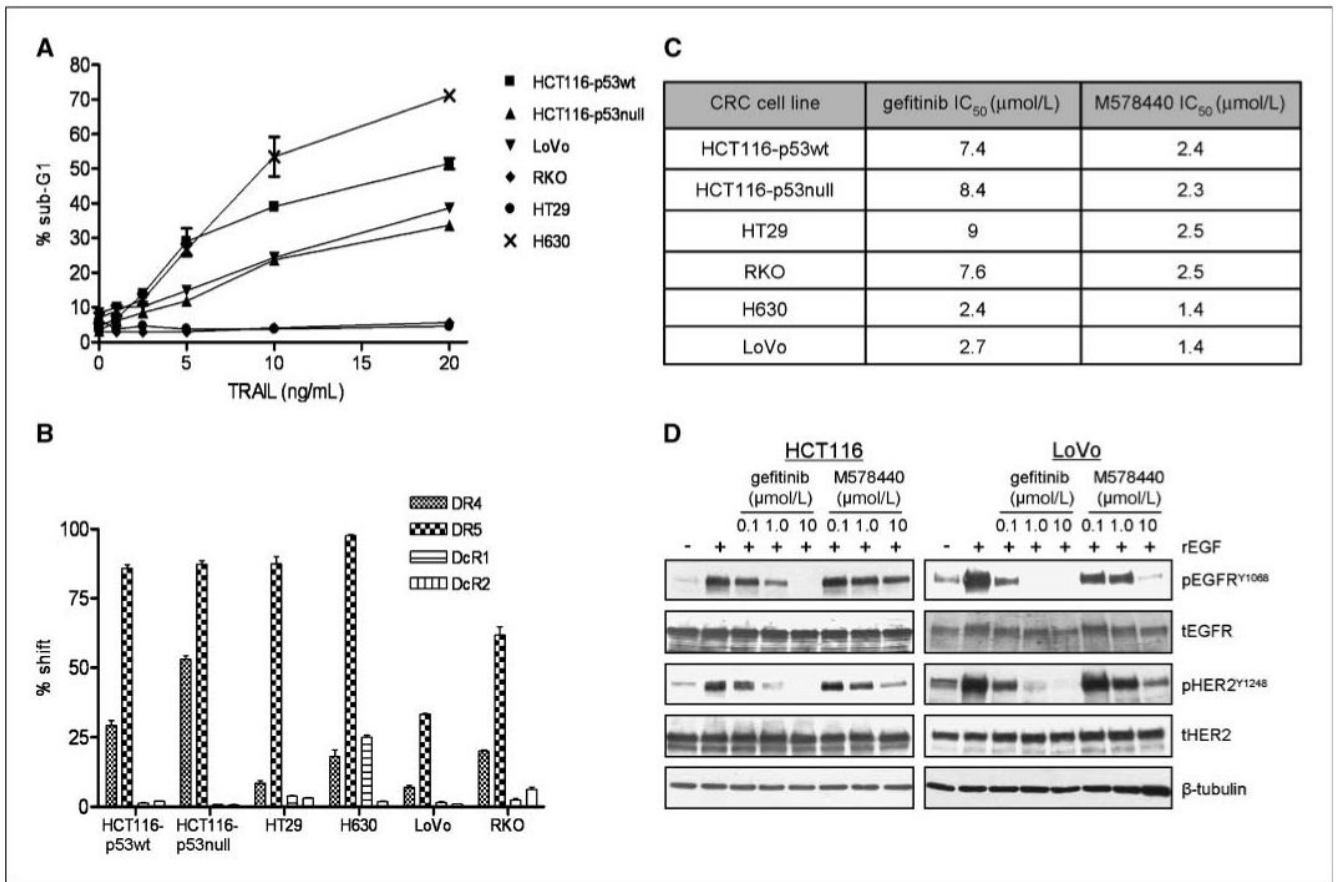 A
80
70
60
50
40
30
20
10
0
% sub-G1
0 5 10 15 20
TRAIL (ng/mL)
HCT116-p53wt
HCT116-p53null
LoVo
RKO
HT29
H630
B
100
75
50
25
0
% shift
DR4
DR5
DcR1
DcR2
HCT116- HCT116- HT29 H630 LoVo RKO
p53wt p53null
C
CRC cell line gefitinib IC50 (µmol/L) M578440 IC50 (µmol/L)
HCT116-p53wt 7.4 2.4
HCT116-p53null 8.4 2.3
HT29 9 2.5
RKO 7.6 2.5
H630 2.4 1.4
LoVo 2.7 1.4
D
HCT116 LoVo
gefitinib M578440 gefitinib M578440
(µmol/L) (µmol/L) (µmol/L) (µmol/L)
0.1 1.0 10 0.1 1.0 10 0.1 1.0 10 0.1 1.0 10
- + + + + + + + - + + + + + + + rEGF
pEGFRY1068
tEGFR
pHER2Y1248
tHER2
β-tubulin